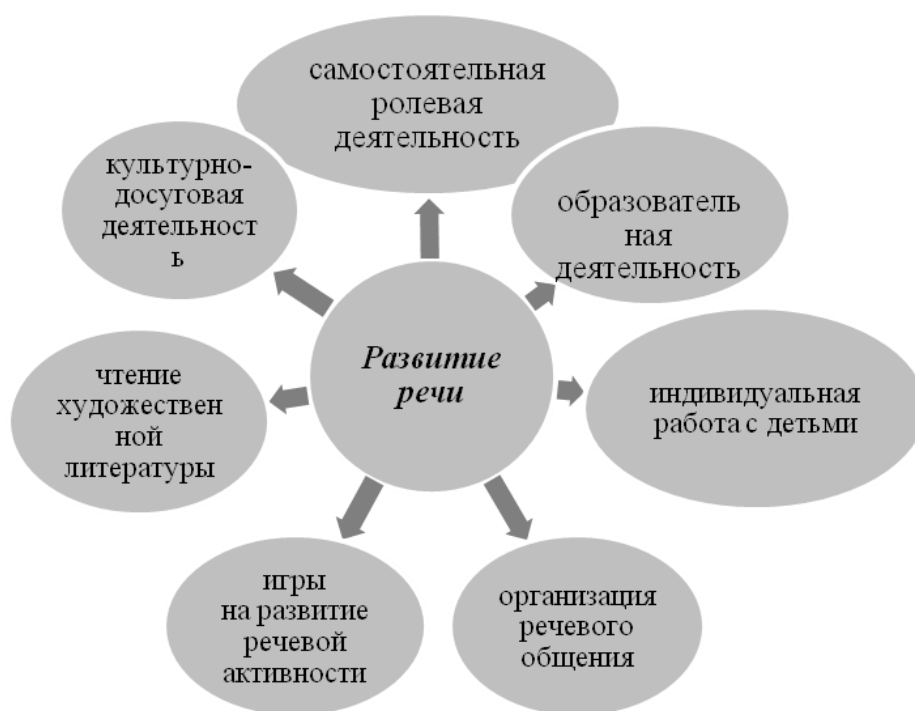 самостоятельная
ролевая
деятельность
культурно-
досуговая
деятельност
ь
образователь
ная
деятельность
Развитие
речи
чтение
художествен
ной
литературы
индивидуальная
работа с детьми
игры
на развитие
речевой
активности
организация
речевого
общения